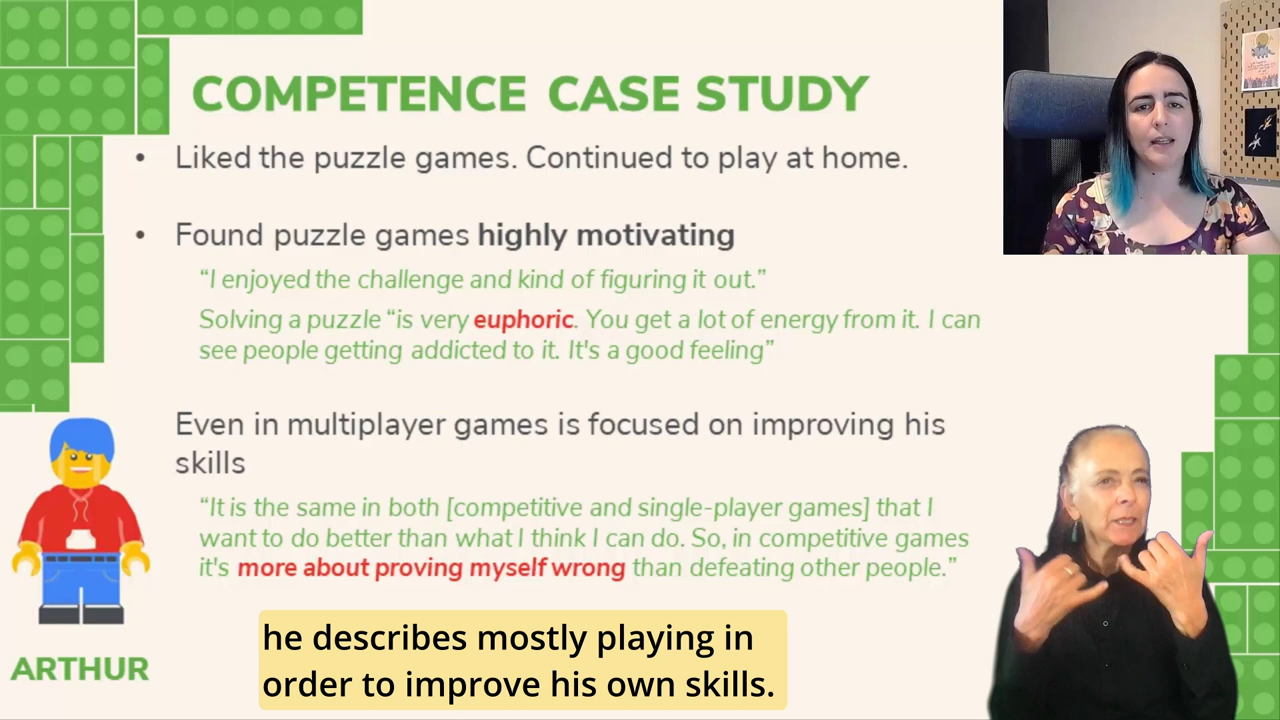 COMPETENCE CASE STUDY
• Liked the puzzle games. Continued to play at home.
• Found puzzle games highly motivating
“I enjoyed the challenge and kind of figuring it out.”
Solving a puzzle “is very euphoric. You get a lot of energy from it. I can
see people getting addicted to it. It's a good feeling”
Even in multiplayer games is focused on improving his
skills
“It is the same in both [competitive and single-player games] that I
want to do better than what I think I can do. So, in competitive games
it's more about proving myself wrong than defeating other people.”
ARTHUR
he describes mostly playing in
order to improve his own skills.